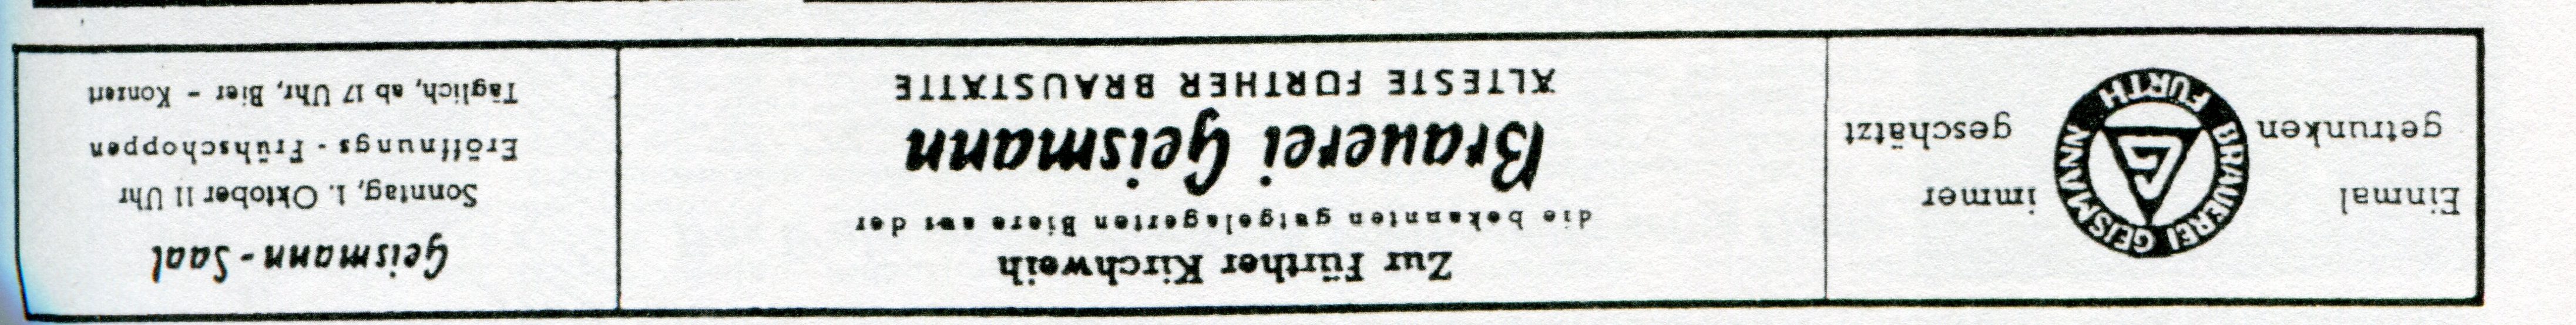 Einmal immer
getrunken geschätzt
BRAUEREI GEISMANN FÜRTH
G
Zur Fürther Kirchweih
die bekannten gutgelagerten Biere aus der
Brauerei Geismann
ÄLTESTE FÜRTHER BRAUSTÄTTE
Geismann-Saal
Sonntag, 1. Oktober 11 Uhr
Eröffnungs-Frühschoppen
Täglich, ab 17 Uhr, Bier – Konzert